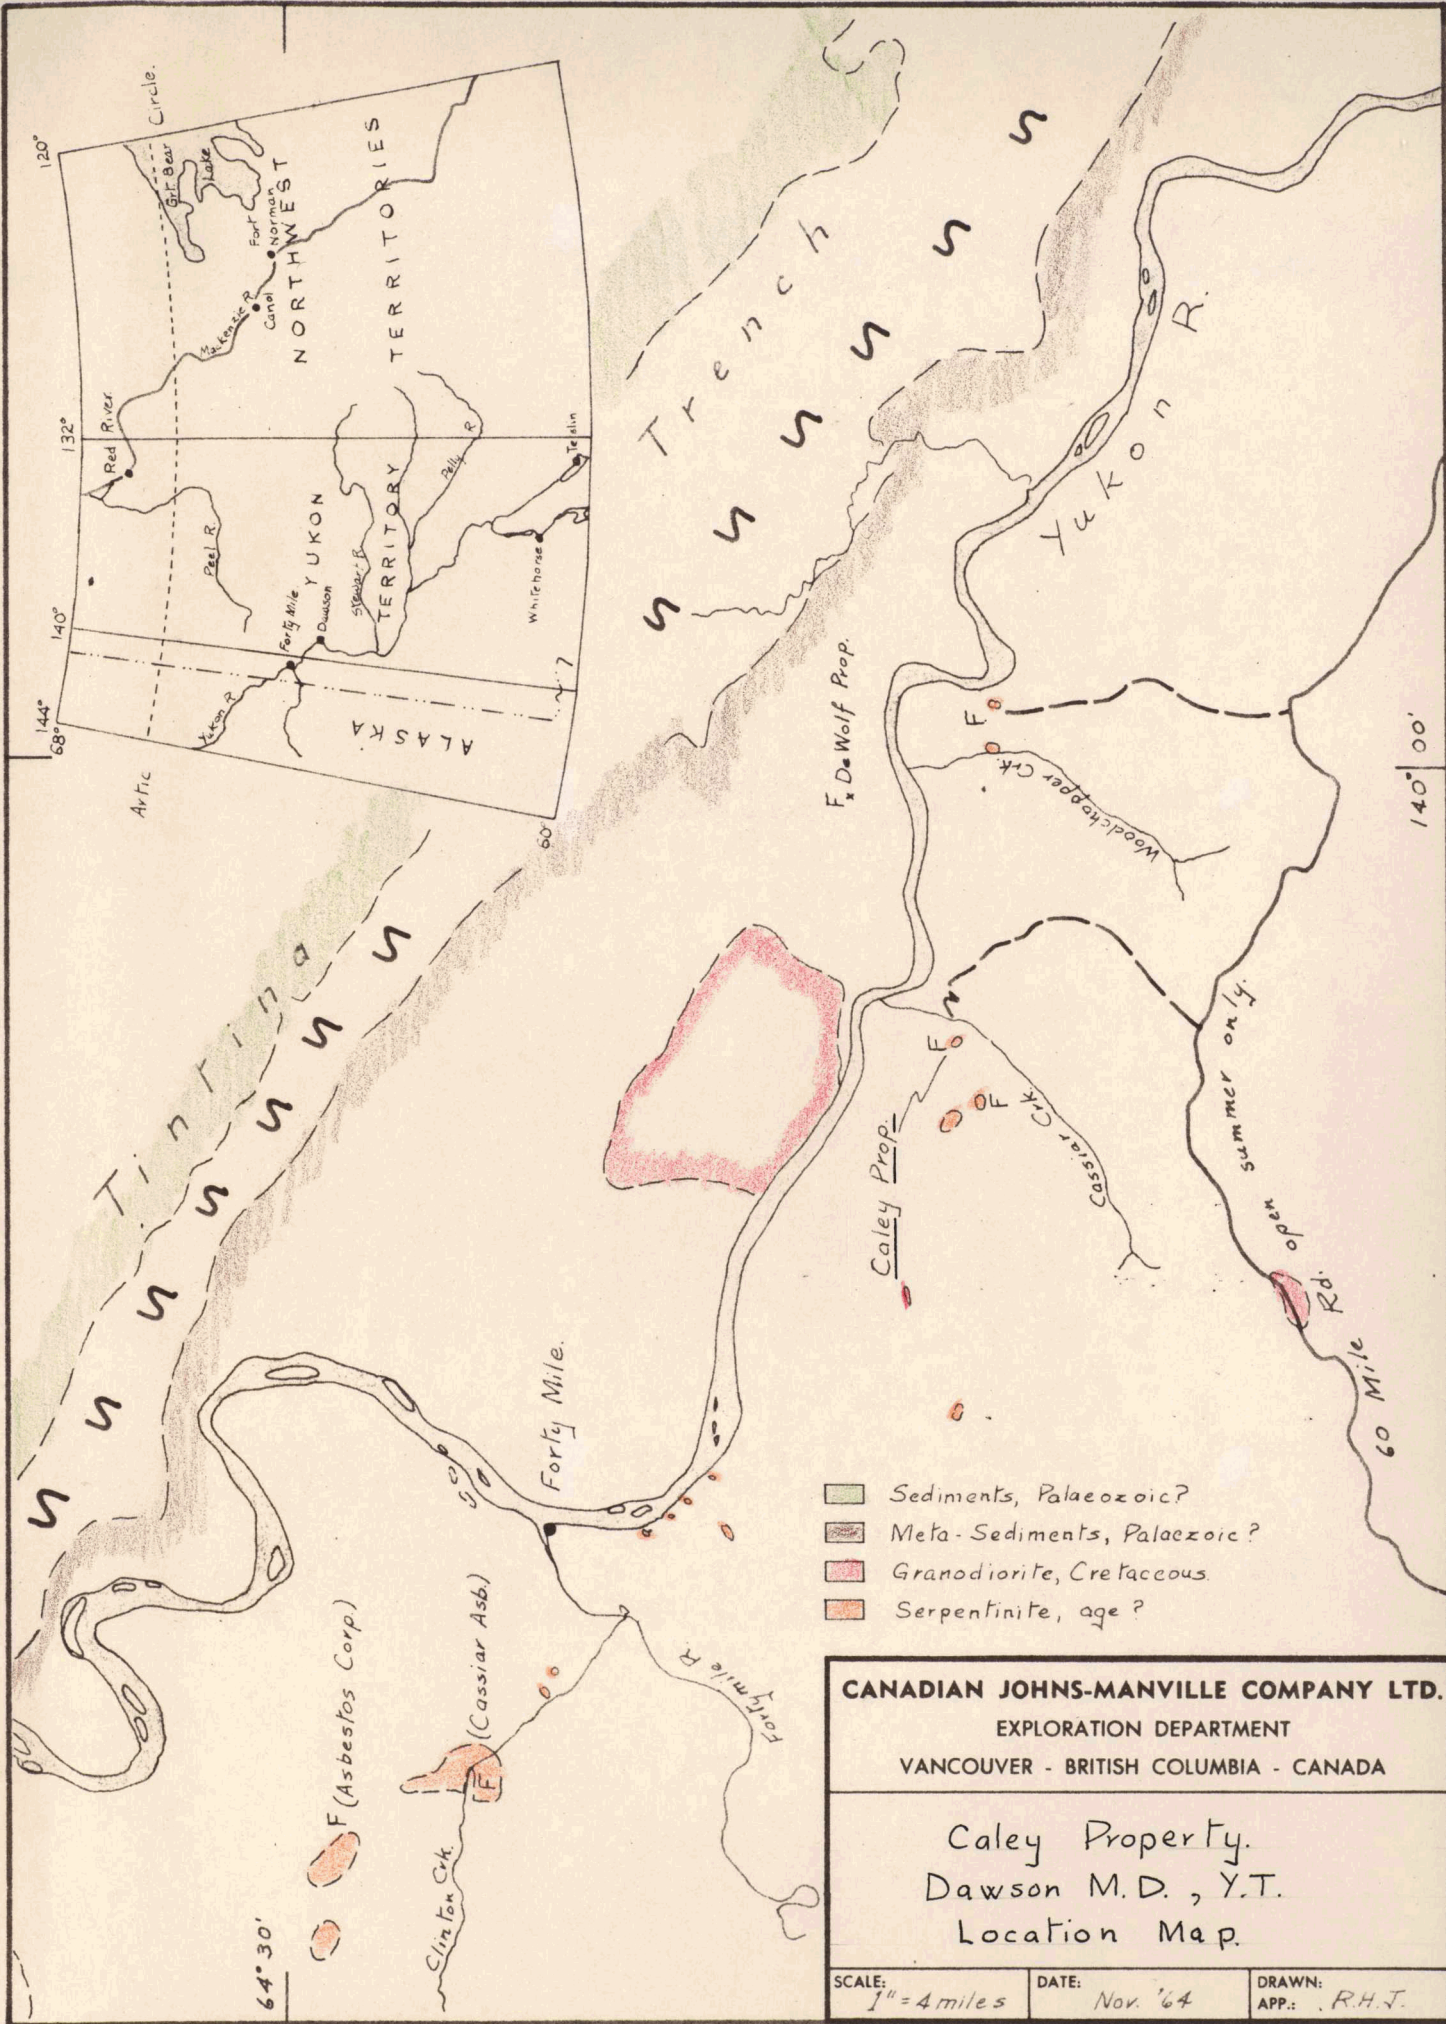 120°
132°
140°
144°
68°
60°
Artic
Circle.
Grt Bear
Lake
Fort
Norman
Canol
Mackenzie R
NORTHWEST
TERRITORIES
Red River
Peel R.
YUKON
TERRITORY
Forty Mile
Dawson
Stewart R.
Pelly R
Whitehorse
Teslin
Yukon R
ALASKA
Tintina
Trench
S S S S S S S
S S S S S S
Yukon R.
F x DeWolf Prop.
F
Woodchopper Crk.
140° 00'
F
Caley Prop.
F
Cassiar Crk.
60 Mile Rd. open summer only.
Forty Mile.
Fortymile R.
F (Asbestos Corp.)
F (Cassiar Asb.)
Clinton Crk.
64° 30'
Sediments, Palaeozoic?
Meta-Sediments, Palaezoic?
Granodiorite, Cretaceous.
Serpentinite, age?
CANADIAN JOHNS-MANVILLE COMPANY LTD.
EXPLORATION DEPARTMENT
VANCOUVER - BRITISH COLUMBIA - CANADA
Caley Property.
Dawson M.D., Y.T.
Location Map.
SCALE: 1" = 4 miles
DATE: Nov. '64
DRAWN:
APP.: R.H.J.